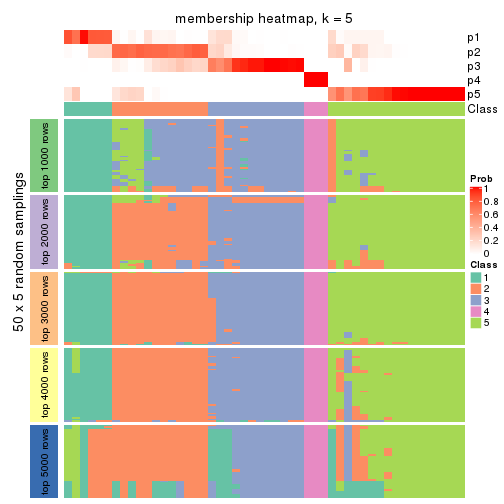 membership heatmap, k = 5
p1
p2
p3
p4
p5
Class
50 x 5 random samplings
top 1000 rows
top 2000 rows
top 3000 rows
top 4000 rows
top 5000 rows
Prob
1
0.8
0.6
0.4
0.2
0
Class
1
2
3
4
5